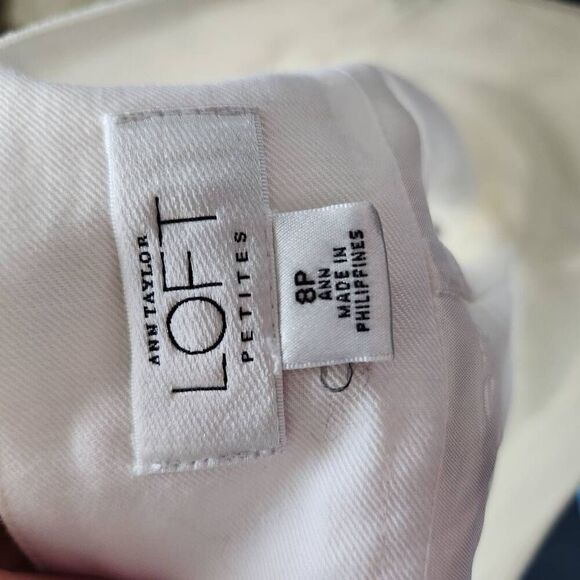 ANN TAYLOR
LOFT
PETITES
8P
ANN
MADE IN
PHILIPPINES